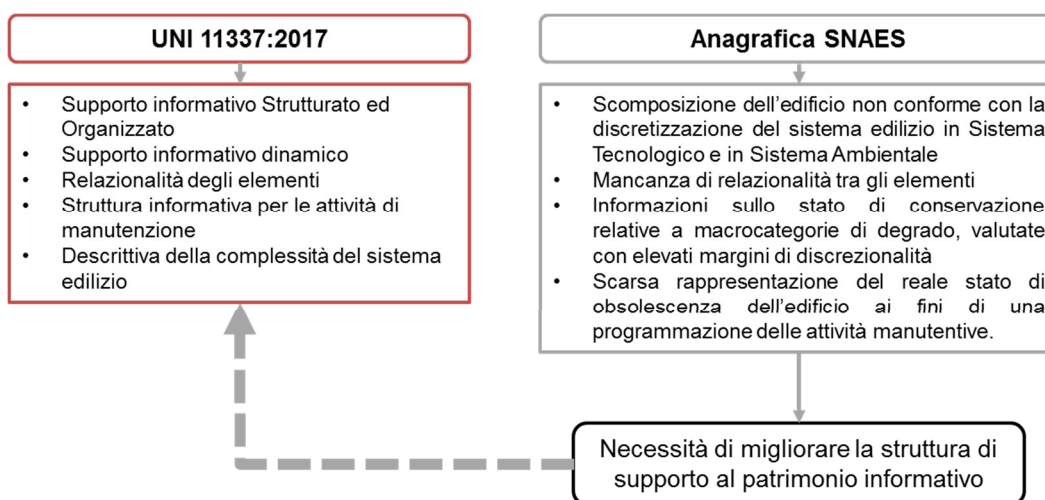 UNI 11337:2017
• Supporto informativo Strutturato ed
Organizzato
• Supporto informativo dinamico
• Relazionalità degli elementi
• Struttura informativa per le attività di
manutenzione
• Descrittiva della complessità del sistema
edilizio
Anagrafica SNAES
• Scomposizione dell'edificio non conforme con la
discretizzazione del sistema edilizio in Sistema
Tecnologico e in Sistema Ambientale
• Mancanza di relazionalità tra gli elementi
• Informazioni sullo stato di conservazione
relative a macrocategorie di degrado, valutate
con elevati margini di discrezionalità
• Scarsa rappresentazione del reale stato di
obsolescenza dell'edificio ai fini di una
programmazione delle attività manutentive.
Necessità di migliorare la struttura di
supporto al patrimonio informativo